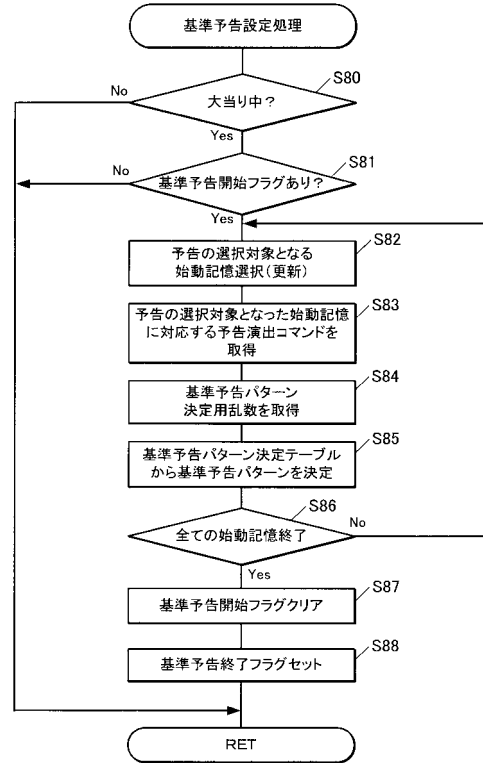 基準予告設定処理
S80
No
大当り中?
Yes
S81
No
基準予告開始フラグあり?
Yes
S82
予告の選択対象となる
始動記憶選択(更新)
S83
予告の選択対象となった始動記憶
に対応する予告演出コマンドを
取得
S84
基準予告パターン
決定用乱数を取得
S85
基準予告パターン決定テーブル
から基準予告パターンを決定
S86
全ての始動記憶終了
No
Yes
S87
基準予告開始フラグクリア
S88
基準予告終了フラグセット
RET